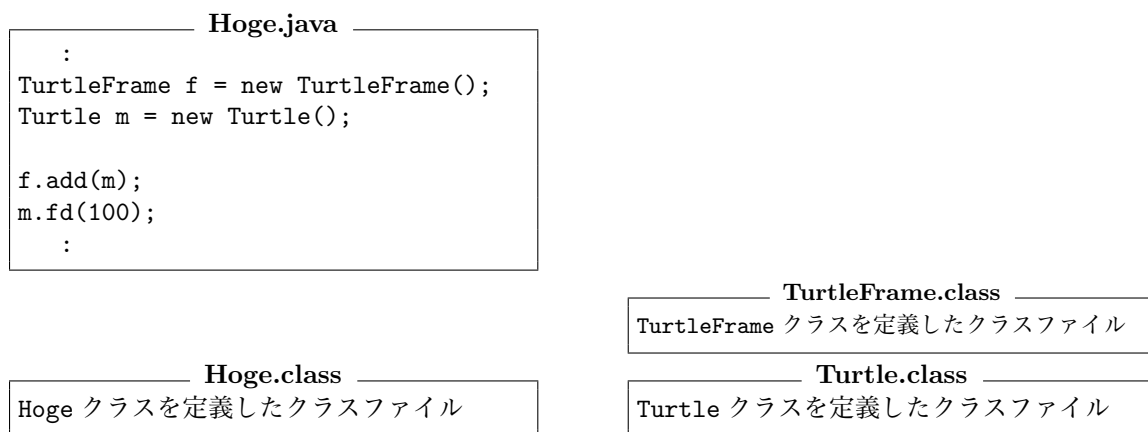 Hoge.java
:
TurtleFrame f = new TurtleFrame();
Turtle m = new Turtle();
f.add(m);
m.fd(100);
:
TurtleFrame.class
TurtleFrame クラスを定義したクラスファイル
Hoge.class
Hoge クラスを定義したクラスファイル
Turtle.class
Turtle クラスを定義したクラスファイル